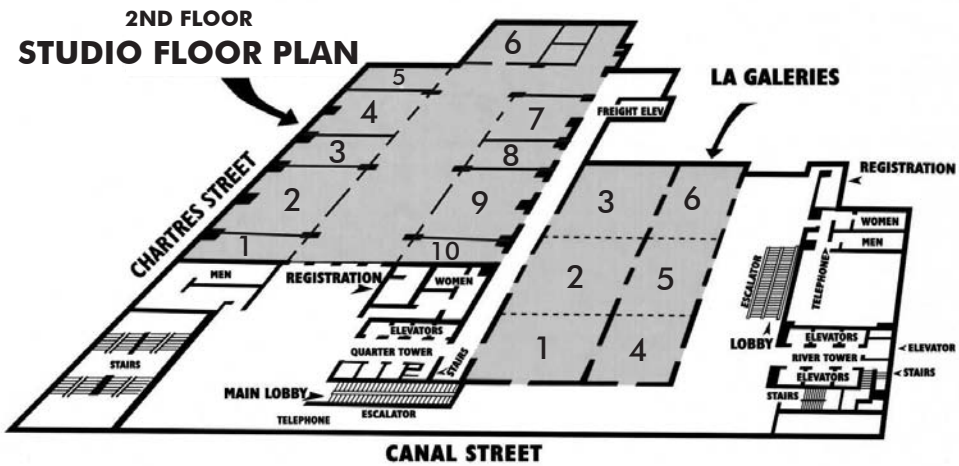 2ND FLOOR
STUDIO FLOOR PLAN
LA GALERIES
CHARTRES STREET
6
5
4
3
2
1
7
8
9
10
FREIGHT ELEV
3
6
2
5
1
4
REGISTRATION
WOMEN
MEN
TELEPHONE
ESCALATOR
LOBBY
ELEVATORS
RIVER TOWER
ELEVATORS
ELEVATOR
STAIRS
STAIRS
MEN
REGISTRATION
WOMEN
ELEVATORS
QUARTER TOWER
STAIRS
STAIRS
MAIN LOBBY
TELEPHONE
ESCALATOR
CANAL STREET